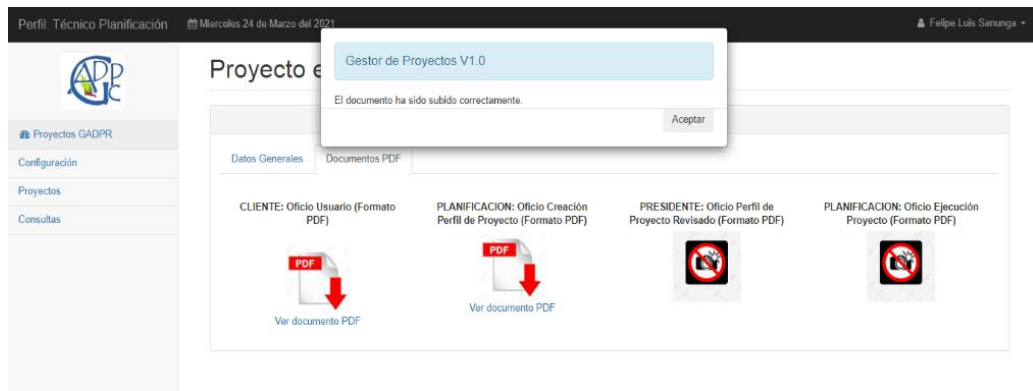 Perfil: Técnico Planificación
Miercoles 24 de Marzo del 2021
Felipe Luis Sanunga
Gestor de Proyectos V1.0
El documento ha sido subido correctamente.
Aceptar
Proyecto e
Proyectos GADPR
Configuración
Proyectos
Consultas
Datos Generales
Documentos PDF
CLIENTE: Oficio Usuario (Formato
PDF)
PLANIFICACION: Oficio Creación
Perfil de Proyecto (Formato PDF)
PRESIDENTE: Oficio Perfil de
Proyecto Revisado (Formato PDF)
PLANIFICACION: Oficio Ejecución
Proyecto (Formato PDF)
PDF
Ver documento PDF
PDF
Ver documento PDF